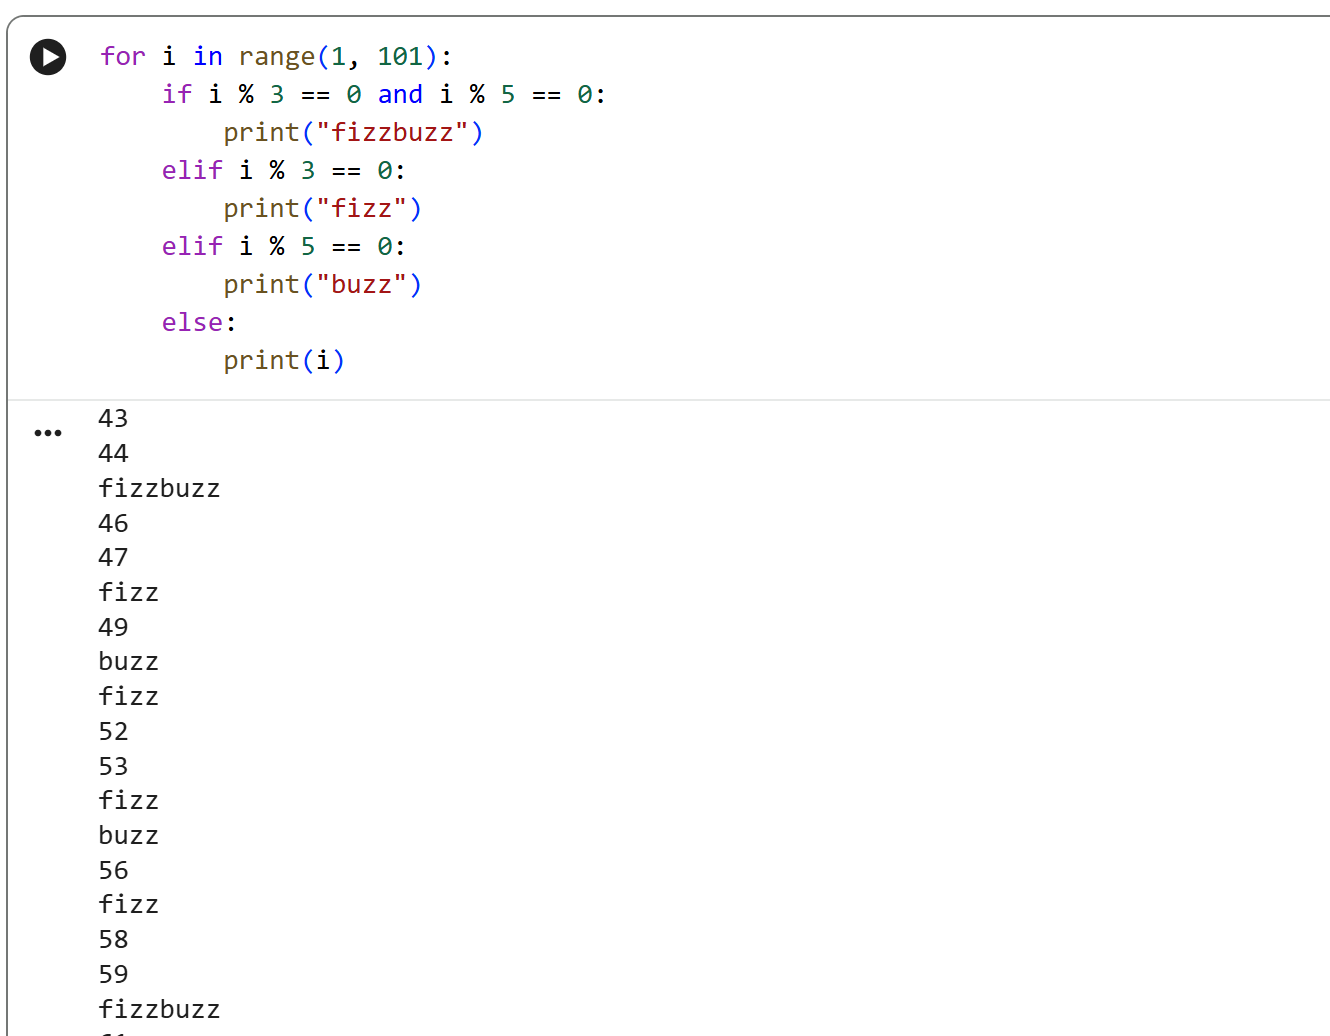 for i in range(1, 101):
    if i % 3 == 0 and i % 5 == 0:
        print("fizzbuzz")
    elif i % 3 == 0:
        print("fizz")
    elif i % 5 == 0:
        print("buzz")
    else:
        print(i)
43
44
fizzbuzz
46
47
fizz
49
buzz
fizz
52
53
fizz
buzz
56
fizz
58
59
fizzbuzz